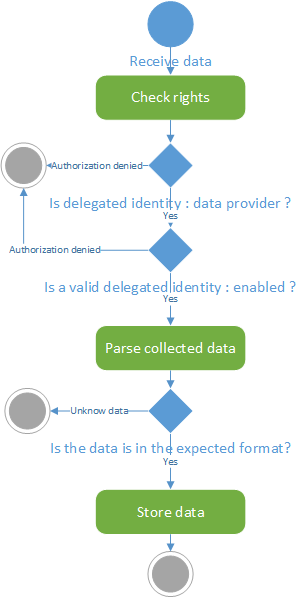 Receive data
Check rights
Authorization denied
Is delegated identity : data provider ?
Yes
Authorization denied
Is a valid delegated identity : enabled ?
Yes
Parse collected data
Unknow data
Is the data is in the expected format?
Yes
Store data